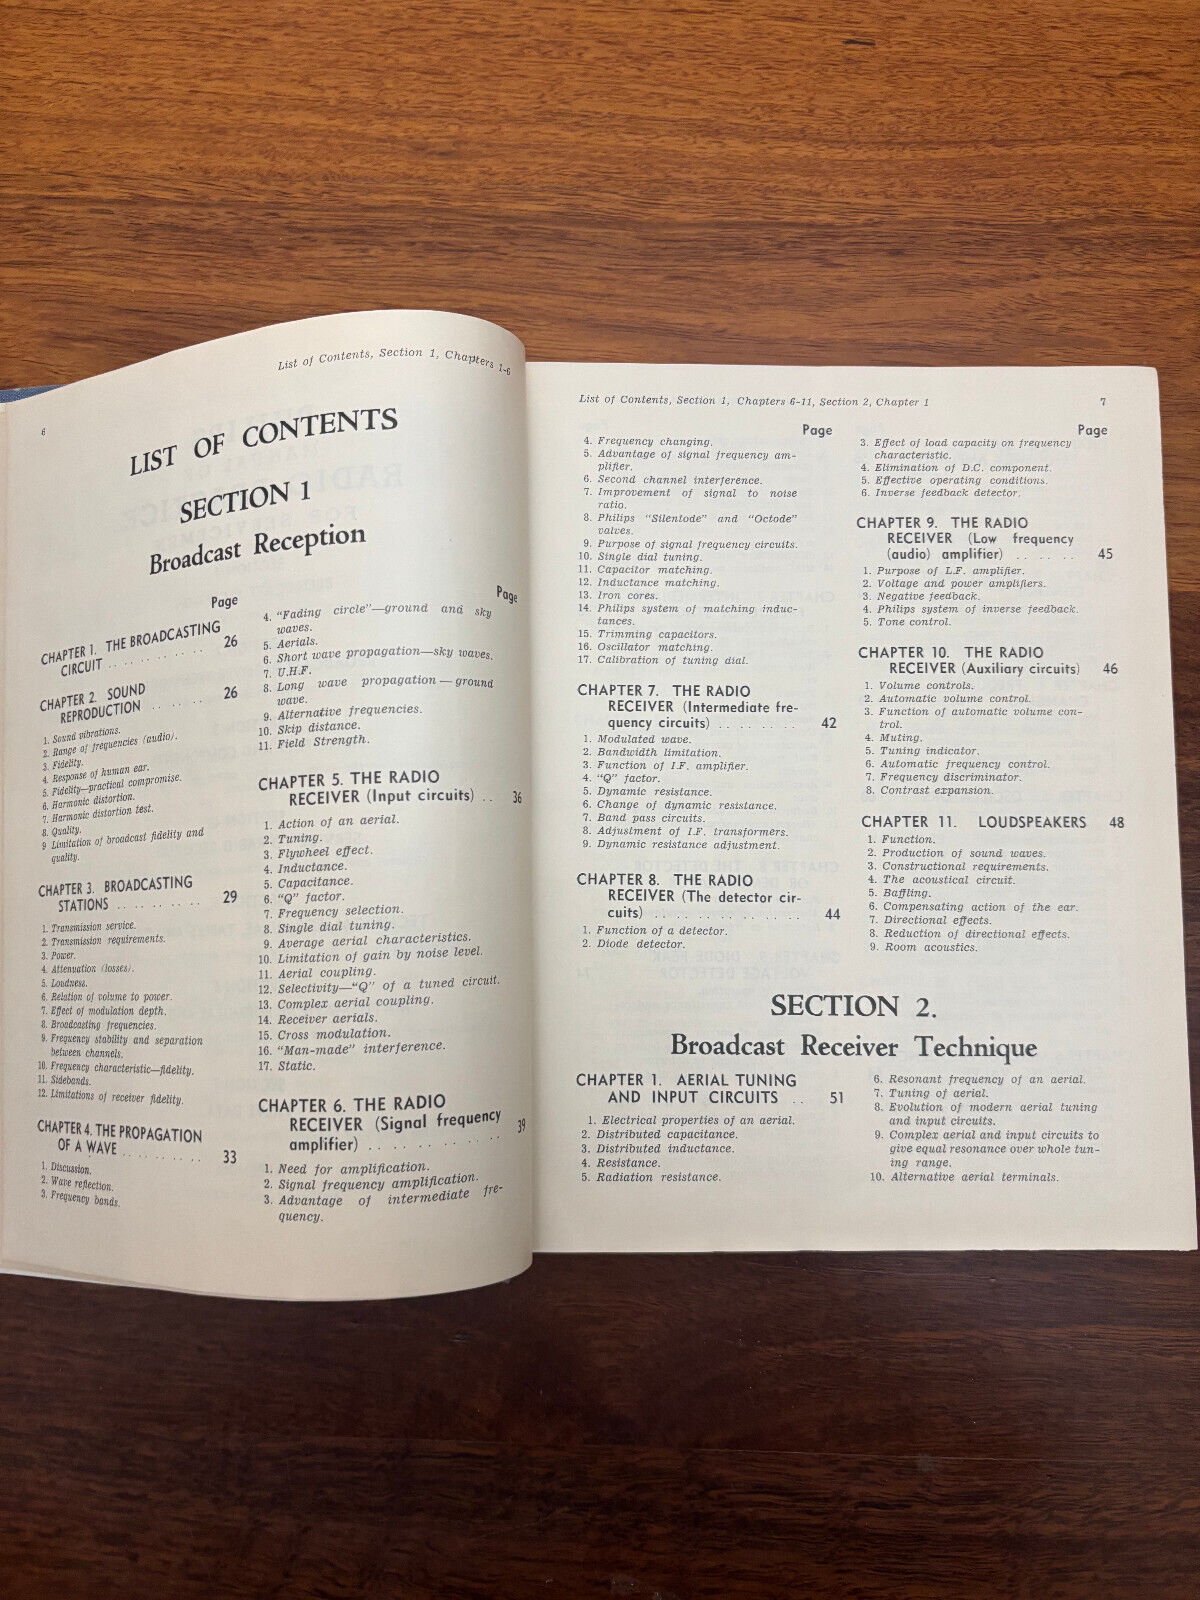 List of Contents, Section 1, Chapters 1-6
6
LIST OF CONTENTS
SECTION 1
Broadcast Reception
Page
CHAPTER 1. THE BROADCASTING
CIRCUIT . . . . . . . . . . . . 26
CHAPTER 2. SOUND
REPRODUCTION . . . . . . 26
1. Sound vibrations.
2. Range of frequencies (audio).
3. Fidelity.
4. Response of human ear.
5. Fidelity—practical compromise.
6. Harmonic distortion.
7. Harmonic distortion test.
8. Quality.
9 Limitation of broadcast fidelity and
quality.
CHAPTER 3. BROADCASTING
STATIONS . . . . . . . . . . 29
1. Transmission service.
2. Transmission requirements.
3. Power.
4. Attenuation (losses).
5. Loudness.
6. Relation of volume to power.
7. Effect of modulation depth.
8. Broadcasting frequencies.
9. Frequency stability and separation
between channels.
10. Frequency characteristic—fidelity.
11. Sidebands.
12. Limitations of receiver fidelity.
CHAPTER 4. THE PROPAGATION
OF A WAVE . . . . . . . . . . 33
1. Discussion.
2. Wave reflection.
3. Frequency bands.
Page
4. "Fading circle"—ground and sky
waves.
5. Aerials.
6. Short wave propagation—sky waves.
7. U.H.F.
8. Long wave propagation—ground
wave.
9. Alternative frequencies.
10. Skip distance.
11. Field Strength.
CHAPTER 5. THE RADIO
RECEIVER (Input circuits) . . 36
1. Action of an aerial.
2. Tuning.
3. Flywheel effect.
4. Inductance.
5. Capacitance.
6. "Q" factor.
7. Frequency selection.
8. Single dial tuning.
9. Average aerial characteristics.
10. Limitation of gain by noise level.
11. Aerial coupling.
12. Selectivity—"Q" of a tuned circuit.
13. Complex aerial coupling.
14. Receiver aerials.
15. Cross modulation.
16. "Man-made" interference.
17. Static.
CHAPTER 6. THE RADIO
RECEIVER (Signal frequency
amplifier) . . . . . . . . . . . 39
1. Need for amplification.
2. Signal frequency amplification.
3. Advantage of intermediate fre-
quency.
List of Contents, Section 1, Chapters 6-11, Section 2, Chapter 1
7
Page
4. Frequency changing.
5. Advantage of signal frequency am-
plifier.
6. Second channel interference.
7. Improvement of signal to noise
ratio.
8. Philips "Silentode" and "Octode"
valves.
9. Purpose of signal frequency circuits.
10. Single dial tuning.
11. Capacitor matching.
12. Inductance matching.
13. Iron cores.
14. Philips system of matching induc-
tances.
15. Trimming capacitors.
16. Oscillator matching.
17. Calibration of tuning dial.
CHAPTER 7. THE RADIO
RECEIVER (Intermediate fre-
quency circuits) . . . . . . . . . 42
1. Modulated wave.
2. Bandwidth limitation.
3. Function of I.F. amplifier.
4. "Q" factor.
5. Dynamic resistance.
6. Change of dynamic resistance.
7. Band pass circuits.
8. Adjustment of I.F. transformers.
9. Dynamic resistance adjustment.
CHAPTER 8. THE RADIO
RECEIVER (The detector cir-
cuits) . . . . . . . . . . . . . . 44
1. Function of a detector.
2. Diode detector.
Page
3. Effect of load capacity on frequency
characteristic.
4. Elimination of D.C. component.
5. Effective operating conditions.
6. Inverse feedback detector.
CHAPTER 9. THE RADIO
RECEIVER (Low frequency
(audio) amplifier) . . . . . . . 45
1. Purpose of L.F. amplifier.
2. Voltage and power amplifiers.
3. Negative feedback.
4. Philips system of inverse feedback.
5. Tone control.
CHAPTER 10. THE RADIO
RECEIVER (Auxiliary circuits) 46
1. Volume controls.
2. Automatic volume control.
3. Function of automatic volume con-
trol.
4. Muting.
5. Tuning indicator.
6. Automatic frequency control.
7. Frequency discriminator.
8. Contrast expansion.
CHAPTER 11. LOUDSPEAKERS 48
1. Function.
2. Production of sound waves.
3. Constructional requirements.
4. The acoustical circuit.
5. Baffling.
6. Compensating action of the ear.
7. Directional effects.
8. Reduction of directional effects.
9. Room acoustics.
SECTION 2.
Broadcast Receiver Technique
CHAPTER 1. AERIAL TUNING
AND INPUT CIRCUITS . . 51
1. Electrical properties of an aerial.
2. Distributed capacitance.
3. Distributed inductance.
4. Resistance.
5. Radiation resistance.
6. Resonant frequency of an aerial.
7. Tuning of aerial.
8. Evolution of modern aerial tuning
and input circuits.
9. Complex aerial and input circuits to
give equal resonance over whole tun-
ing range.
10. Alternative aerial terminals.